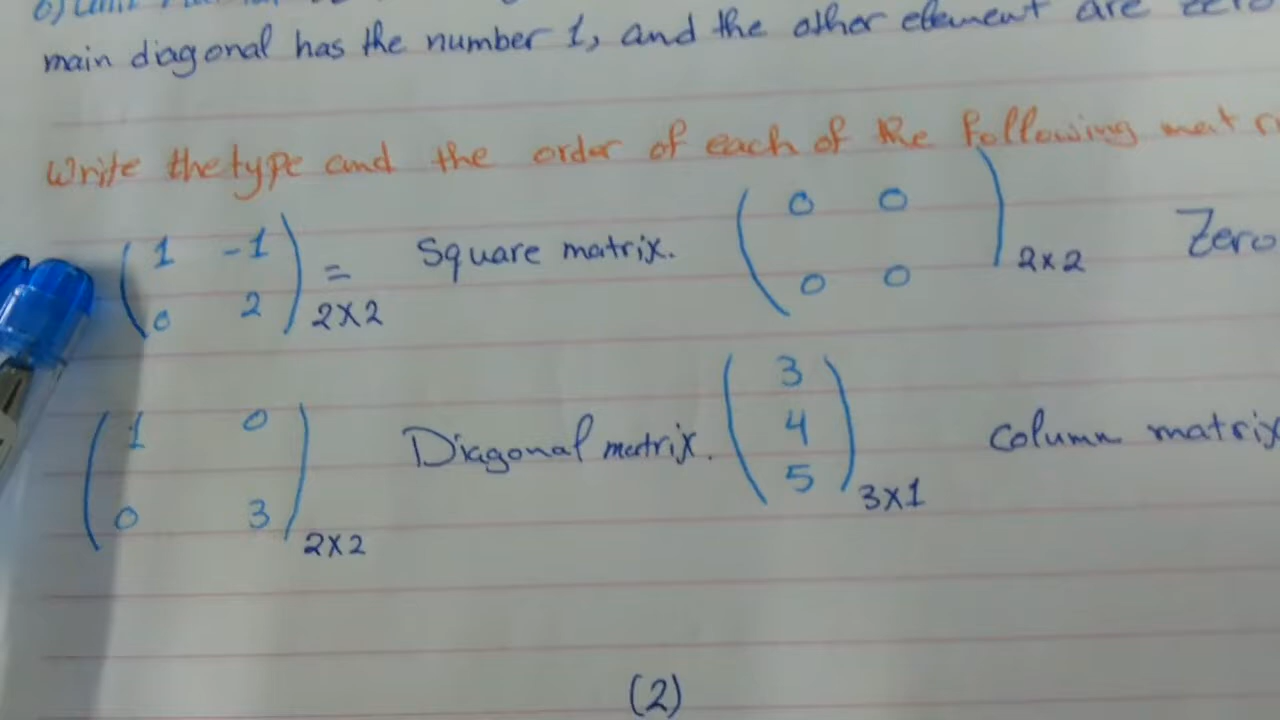 main diagonal has the number 1, and the other element are zero
Write the type and the order of each of the following
( 1 -1 ) = Square matrix. ( 0 0 ) Zero
( 0 2 ) 2x2 ( 0 0 ) 2x2
( 1 0 ) Diagonal matrix. ( 3 ) Column matrix
( 0 3 ) 2x2 ( 4 )
( 5 ) 3x1
(2)